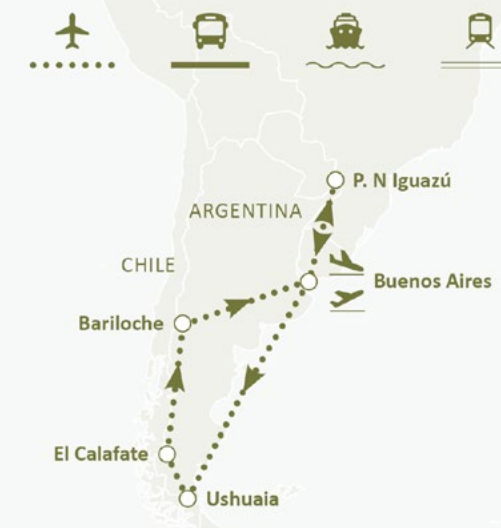 P. N Iguazú
ARGENTINA
CHILE
Buenos Aires
Bariloche
El Calafate
Ushuaia